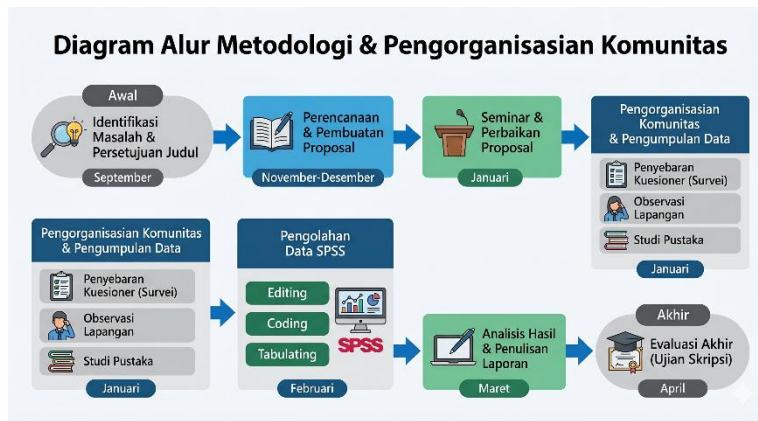 Diagram Alur Metodologi & Pengorganisasian Komunitas
Awal
Identifikasi
Masalah &
Persetujuan Judul
September
Perencanaan
& Pembuatan
Proposal
November-Desember
Seminar &
Perbaikan
Proposal
Januari
Pengorganisasian
Komunitas
& Pengumpulan Data
Penyebaran
Kuesioner (Survei)
Observasi
Lapangan
Studi Pustaka
Januari
Pengorganisasian Komunitas
& Pengumpulan Data
Penyebaran
Kuesioner (Survei)
Observasi
Lapangan
Studi Pustaka
Januari
Pengolahan
Data SPSS
Editing
Coding
Tabulating
SPSS
Februari
Analisis Hasil
& Penulisan
Laporan
Maret
Akhir
Evaluasi Akhir
(Ujian Skripsi)
April